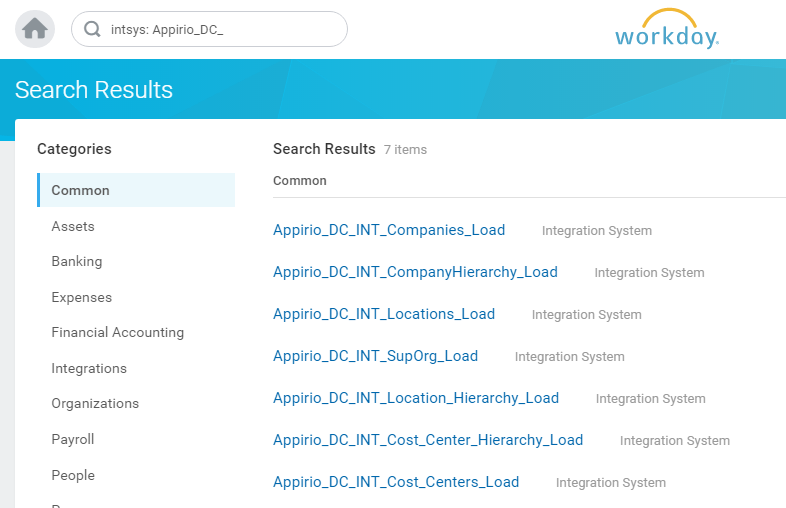 intsys: Appirio_DC_
workday.
Search Results
Categories
Common
Assets
Banking
Expenses
Financial Accounting
Integrations
Organizations
Payroll
People
Search Results 7 items
Common
Appirio_DC_INT_Companies_Load Integration System
Appirio_DC_INT_CompanyHierarchy_Load Integration System
Appirio_DC_INT_Locations_Load Integration System
Appirio_DC_INT_SupOrg_Load Integration System
Appirio_DC_INT_Location_Hierarchy_Load Integration System
Appirio_DC_INT_Cost_Center_Hierarchy_Load Integration System
Appirio_DC_INT_Cost_Centers_Load Integration System